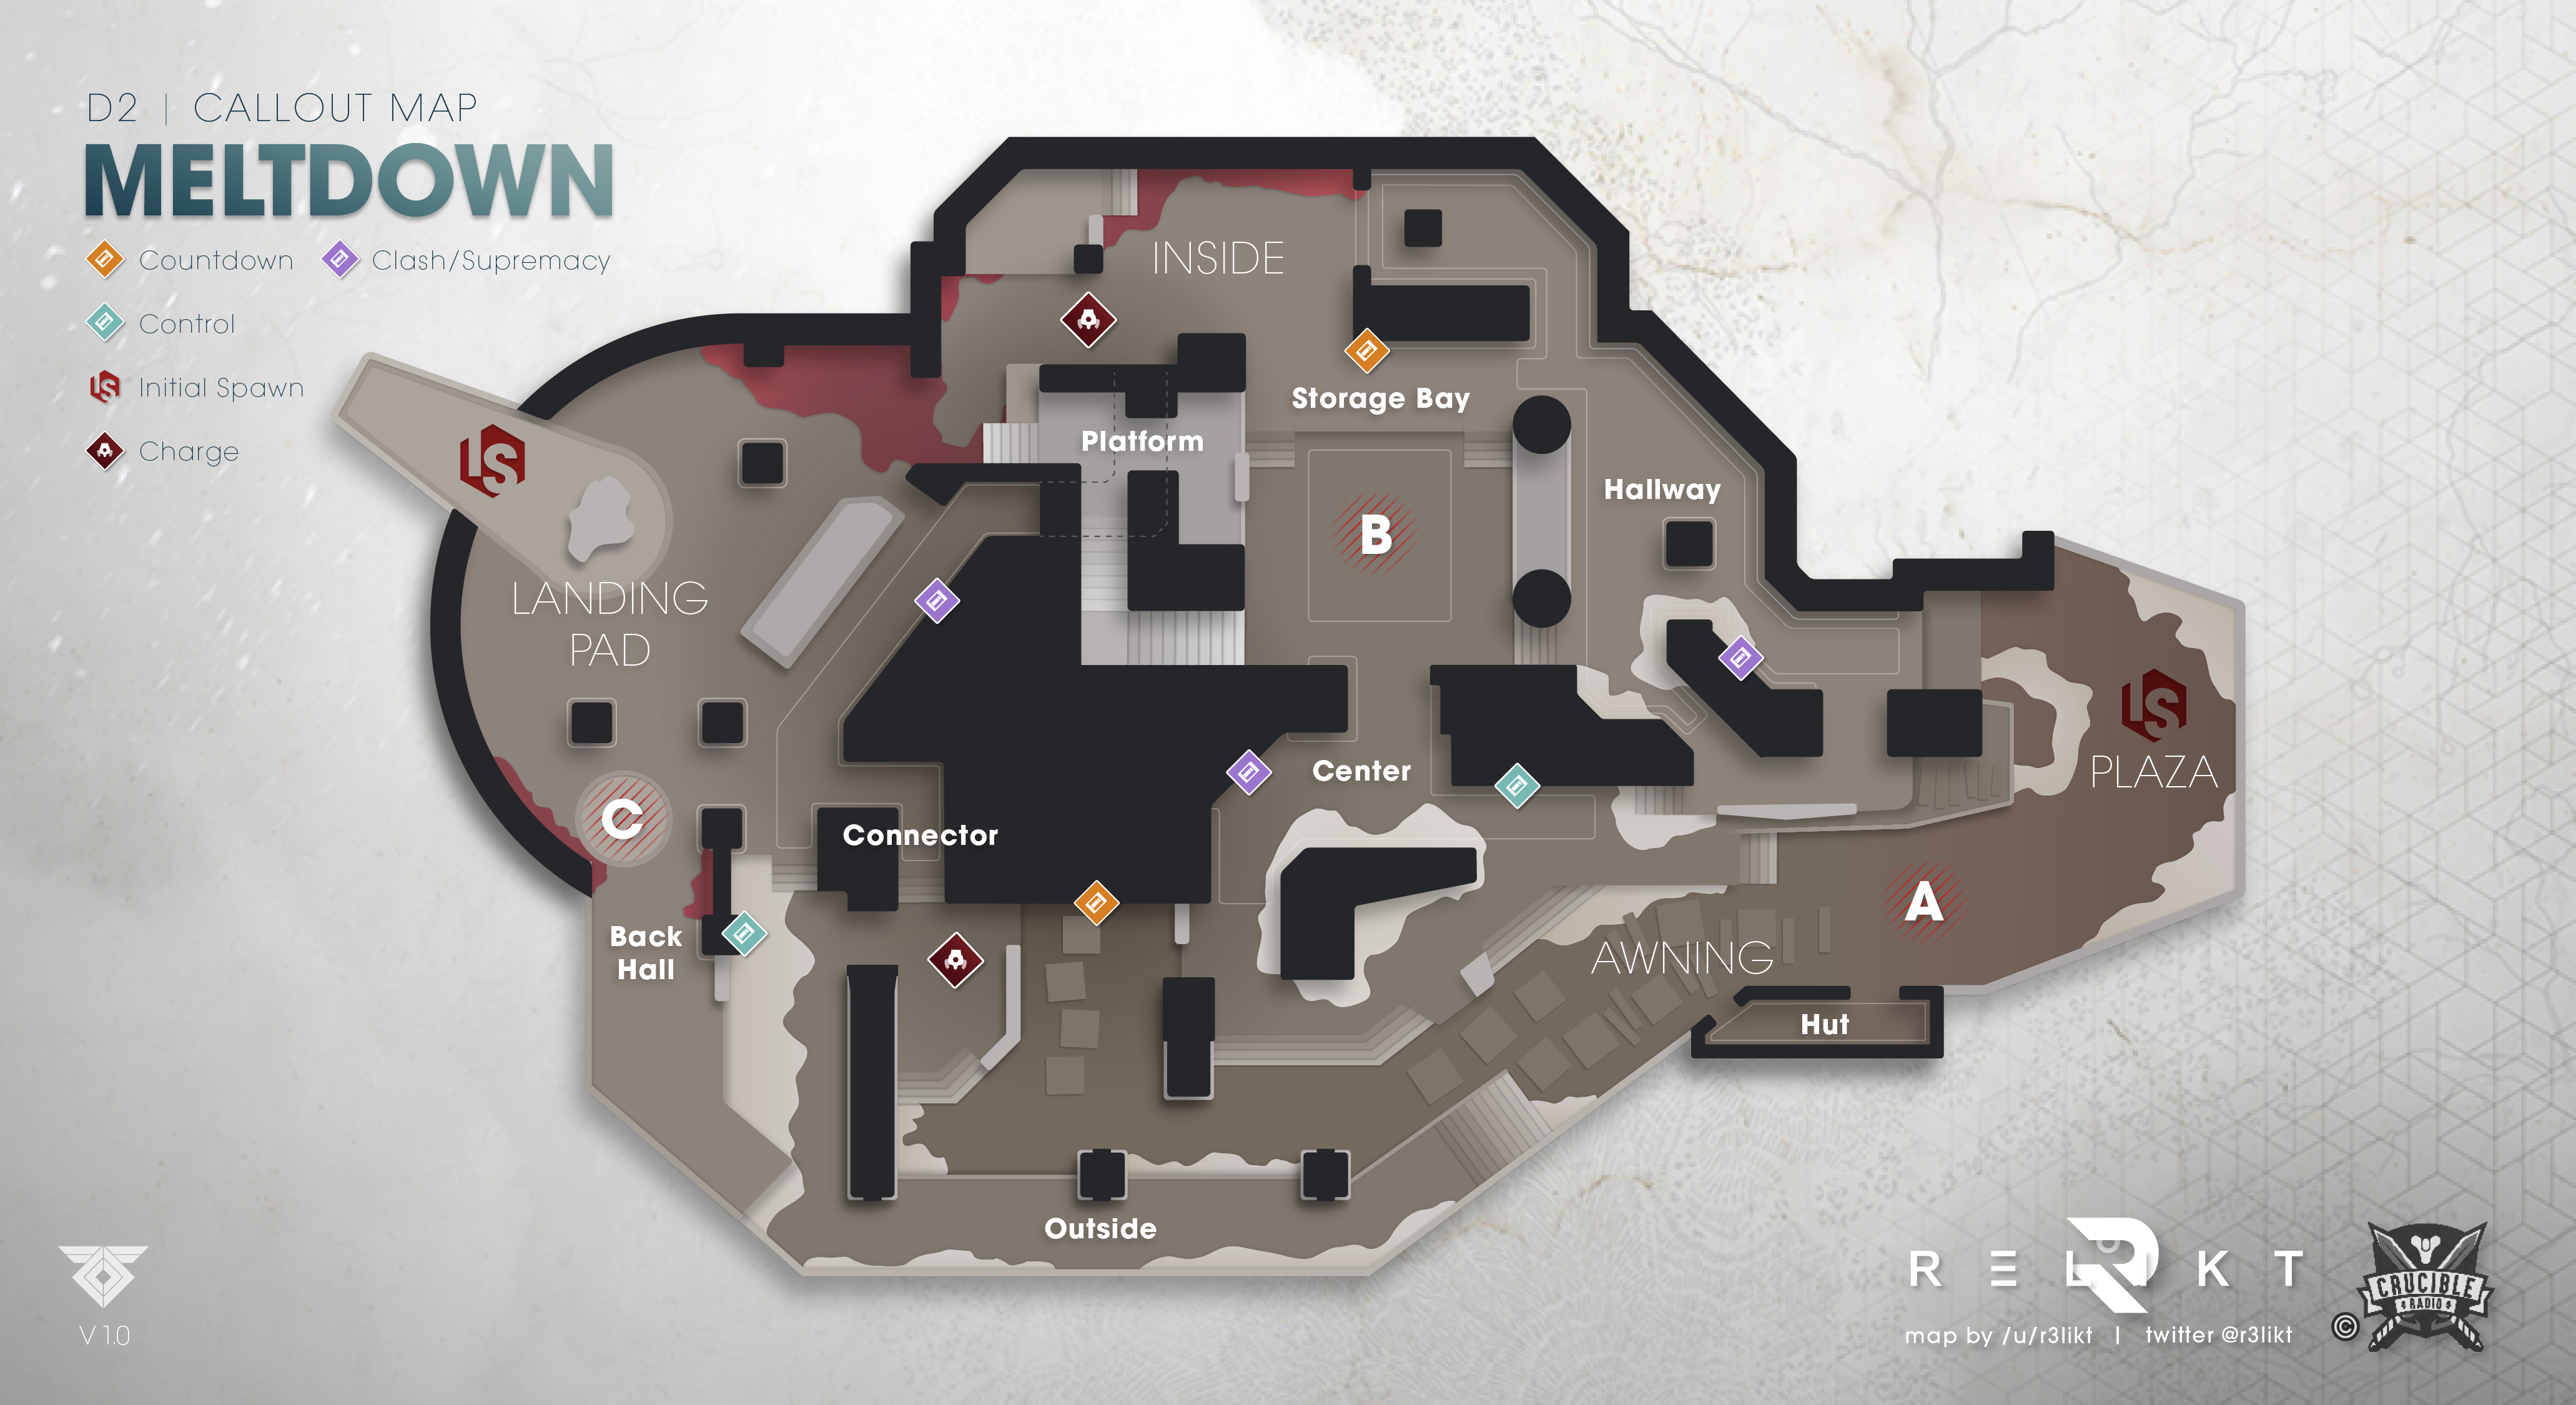 D2 | CALLOUT MAP
MELTDOWN
Countdown
Clash/Supremacy
Control
Initial Spawn
Charge
INSIDE
Storage Bay
Platform
Hallway
B
LANDING
PAD
PLAZA
Center
C
Connector
A
Back
Hall
AWNING
Hut
Outside
V 1.0
RELIKT
map by /u/r3likt | twitter @r3likt
©
CRUCIBLE
RADIO